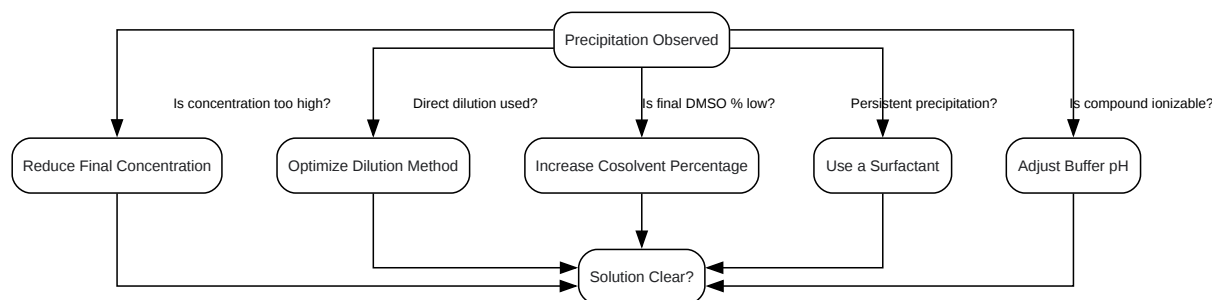 Precipitation Observed
Is concentration too high?
Direct dilution used?
Is final DMSO % low?
Persistent precipitation?
Is compound ionizable?
Reduce Final Concentration
Optimize Dilution Method
Increase Cosolvent Percentage
Use a Surfactant
Adjust Buffer pH
Solution Clear?